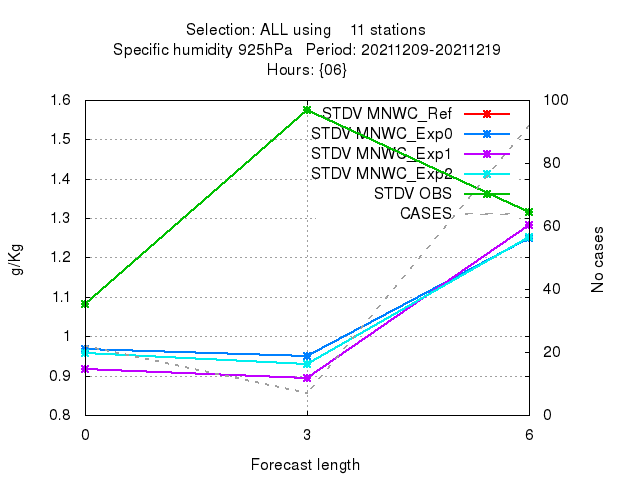 Selection: ALL using 11 stations
Specific humidity 925hPa Period: 20211209-20211219
Hours: {06}
1.6
1.5
1.4
1.3
1.2
1.1
1
0.9
0.8
g/Kg
STDV MNWC_Ref
STDV MNWC_Exp0
STDV MNWC_Exp1
STDV MNWC_Exp2
STDV OBS
CASES
100
80
60
40
20
0
No cases
0 3 6
Forecast length